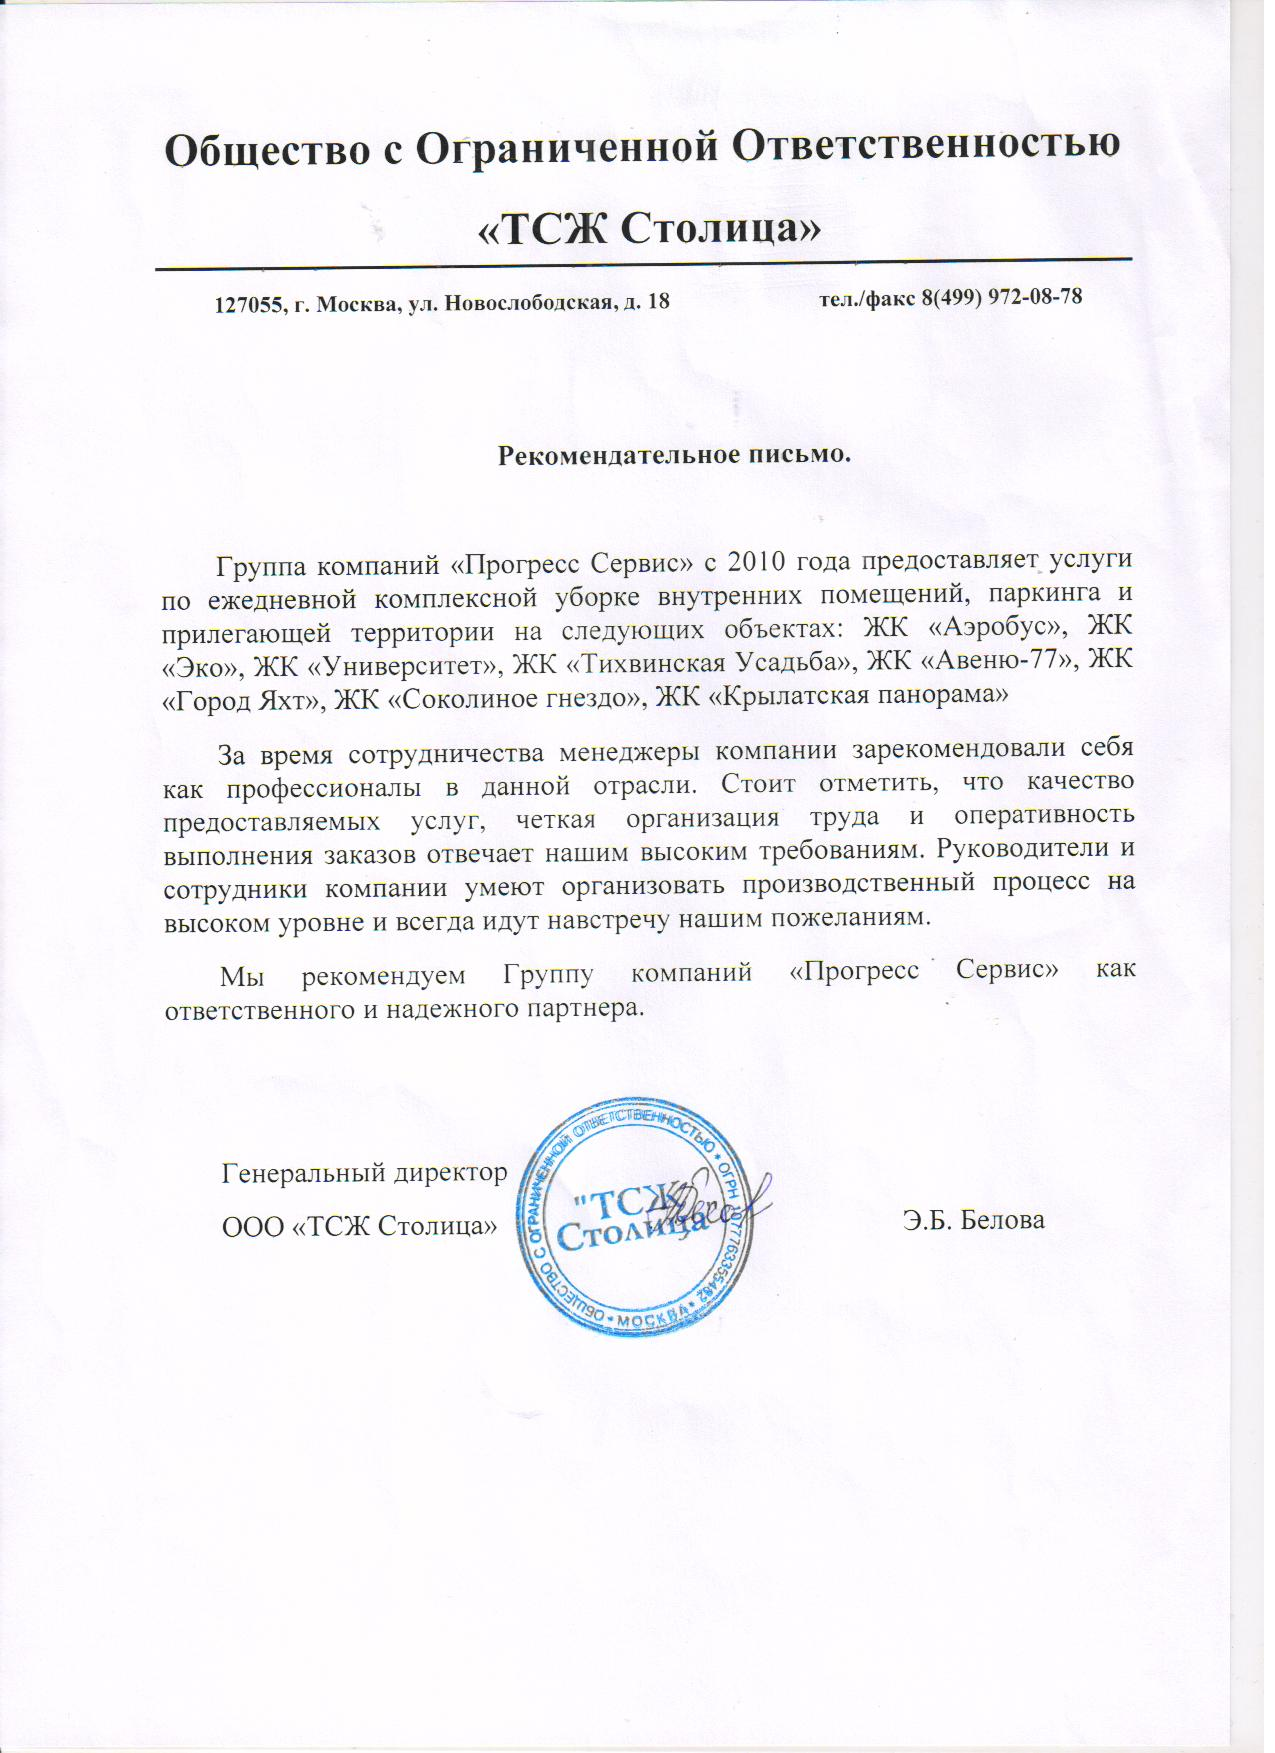 Общество с Ограниченной Ответственностью
«ТСЖ Столица»
127055, г. Москва, ул. Новослободская, д. 18 тел./факс 8(499) 972-08-78
Рекомендательное письмо.
Группа компаний «Прогресс Сервис» с 2010 года предоставляет услуги
по ежедневной комплексной уборке внутренних помещений, паркинга и
прилегающей территории на следующих объектах: ЖК «Аэробус», ЖК
«Эко», ЖК «Университет», ЖК «Тихвинская Усадьба», ЖК «Авеню-77», ЖК
«Город Яхт», ЖК «Соколиное гнездо», ЖК «Крылатская панорама»
За время сотрудничества менеджеры компании зарекомендовали себя
как профессионалы в данной отрасли. Стоит отметить, что качество
предоставляемых услуг, четкая организация труда и оперативность
выполнения заказов отвечает нашим высоким требованиям. Руководители и
сотрудники компании умеют организовать производственный процесс на
высоком уровне и всегда идут навстречу нашим пожеланиям.
Мы рекомендуем Группу компаний «Прогресс Сервис» как
ответственного и надежного партнера.
Генеральный директор
ООО «ТСЖ Столица» Э.Б. Белова
ОБЩЕСТВО С ОГРАНИЧЕННОЙ ОТВЕТСТВЕННОСТЬЮ * ОГРН 1077763355482 * МОСКВА *
"ТСЖ
Столица"